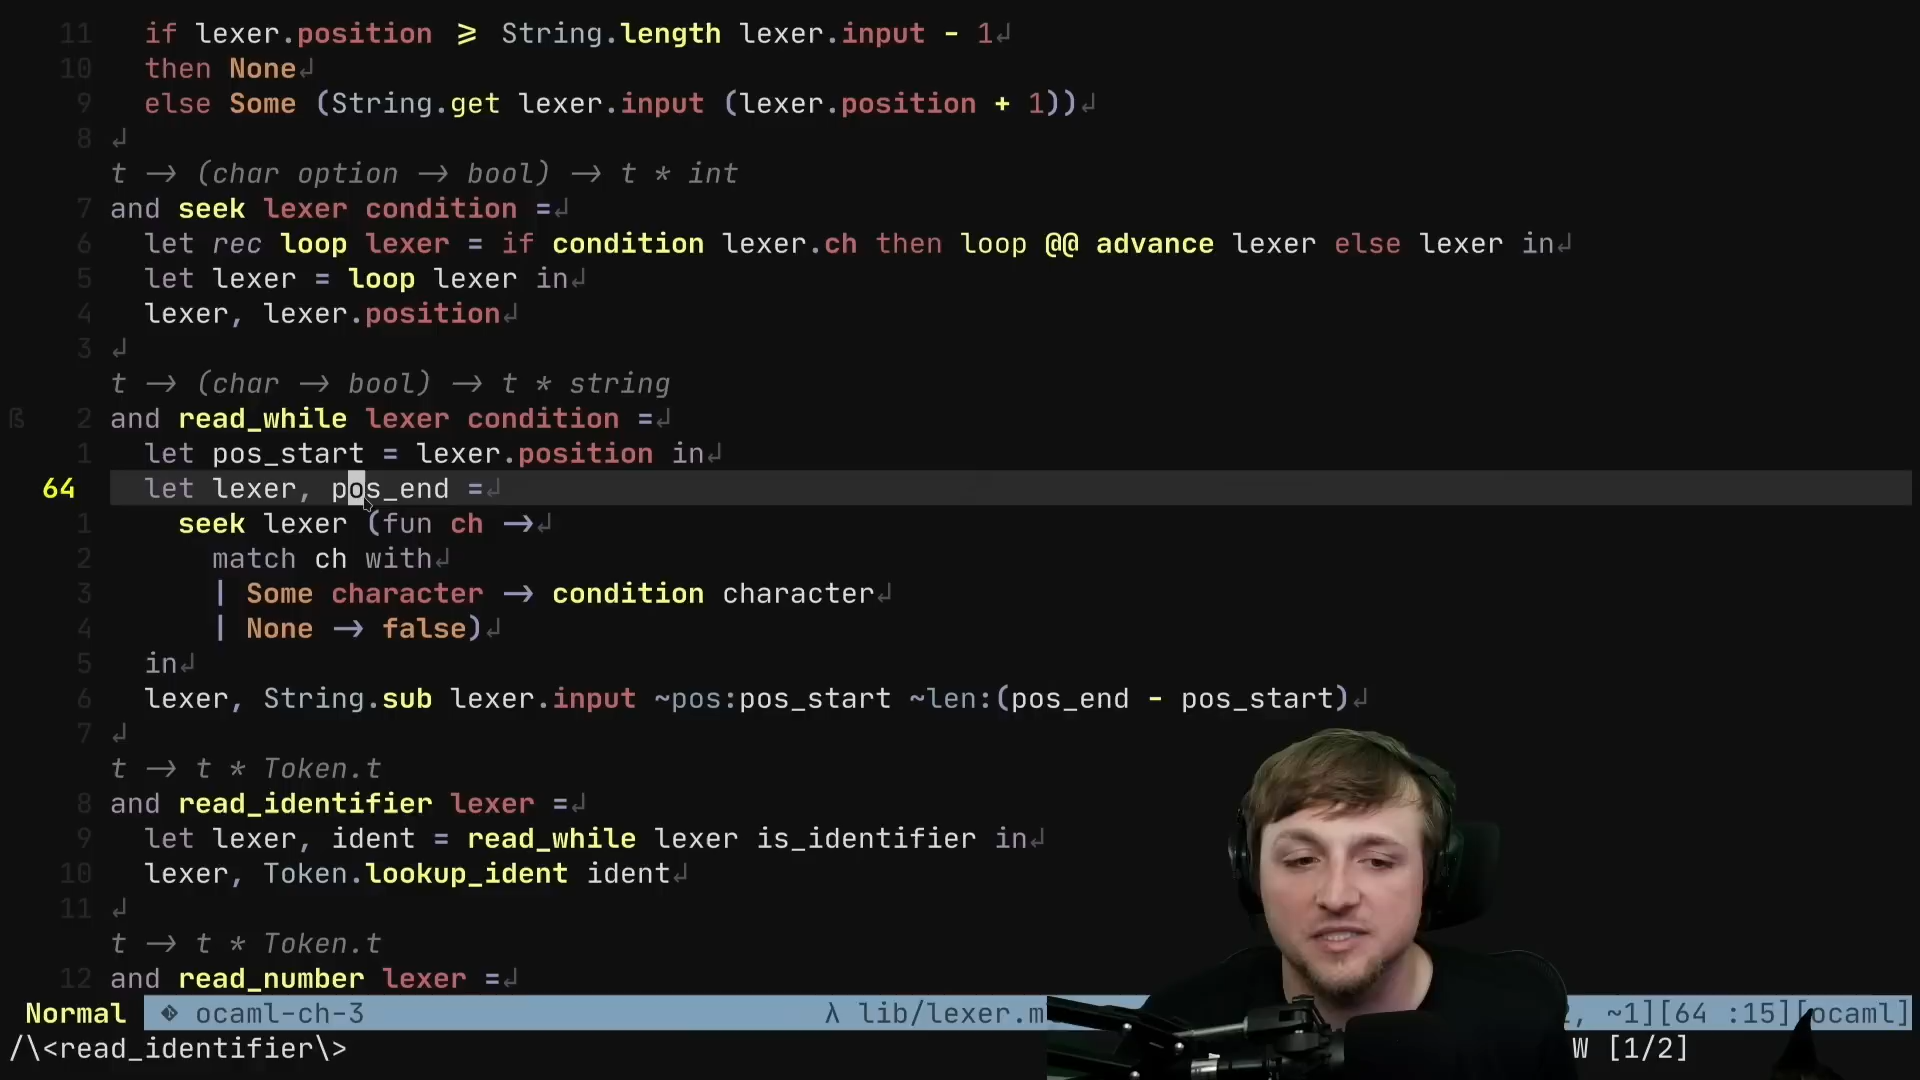 11 if lexer.position ≥ String.length lexer.input - 1↲
10 then None↲
9 else Some (String.get lexer.input (lexer.position + 1))↲
8 ↲
t → (char option → bool) → t * int
7 and seek lexer condition =↲
6 let rec loop lexer = if condition lexer.ch then loop @@ advance lexer else lexer in↲
5 let lexer = loop lexer in↲
4 lexer, lexer.position↲
3 ↲
t → (char → bool) → t * string
ß 2 and read_while lexer condition =↲
1 let pos_start = lexer.position in↲
64 let lexer, pos_end =↲
1 seek lexer (fun ch →↲
2 match ch with↲
3 | Some character → condition character↲
4 | None → false)↲
5 in↲
6 lexer, String.sub lexer.input ~pos:pos_start ~len:(pos_end - pos_start)↲
7 ↲
t → t * Token.t
8 and read_identifier lexer =↲
9 let lexer, ident = read_while lexer is_identifier in↲
10 lexer, Token.lookup_ident ident↲
11 ↲
t → t * Token.t
12 and read_number lexer =↲
Normal ocaml-ch-3 λ lib/lexer.m , ~1][64 :15][ocaml]
/\<read_identifier\> W [1/2]